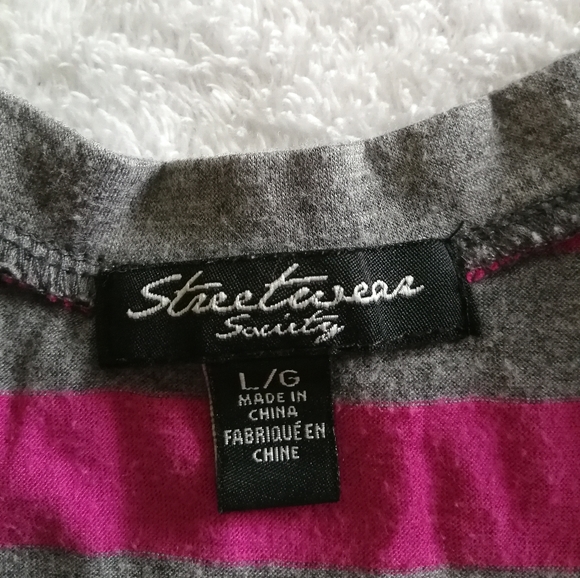 Streetwear
Society
L/G
MADE IN
CHINA
FABRIQUÉ EN
CHINE